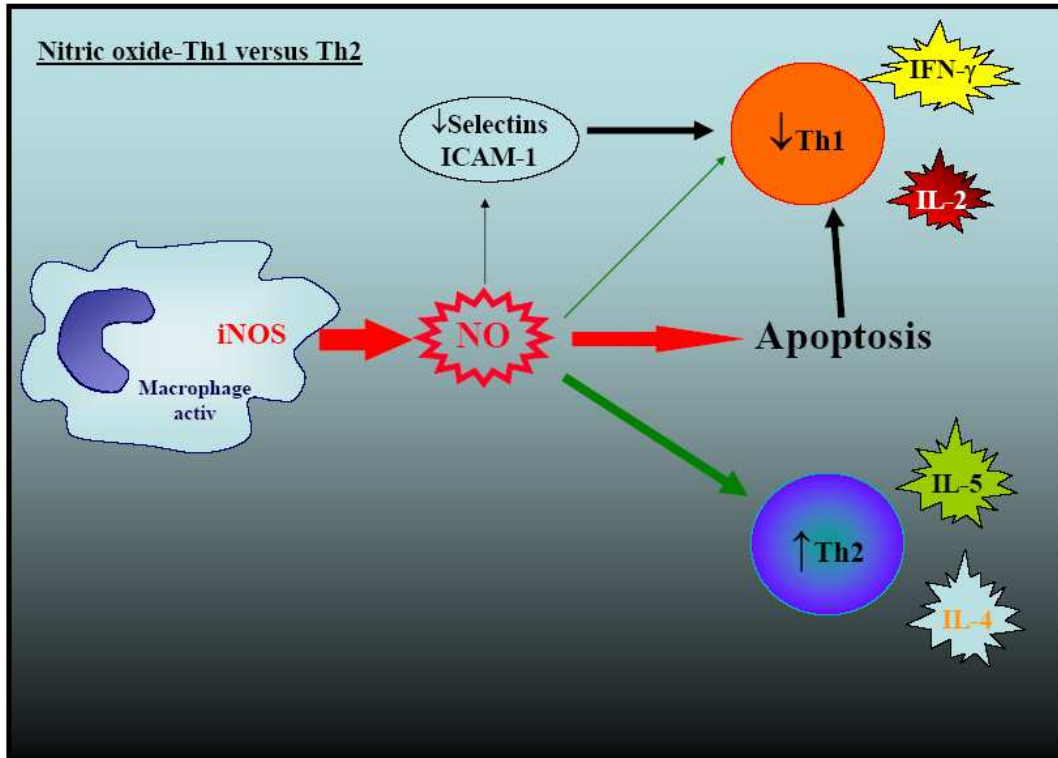 Nitric oxide-Th1 versus Th2
IFN-γ
↓Selectins
ICAM-1
↓Th1
IL-2
iNOS
NO
Apoptosis
Macrophage
activ
IL-5
↑Th2
IL-4